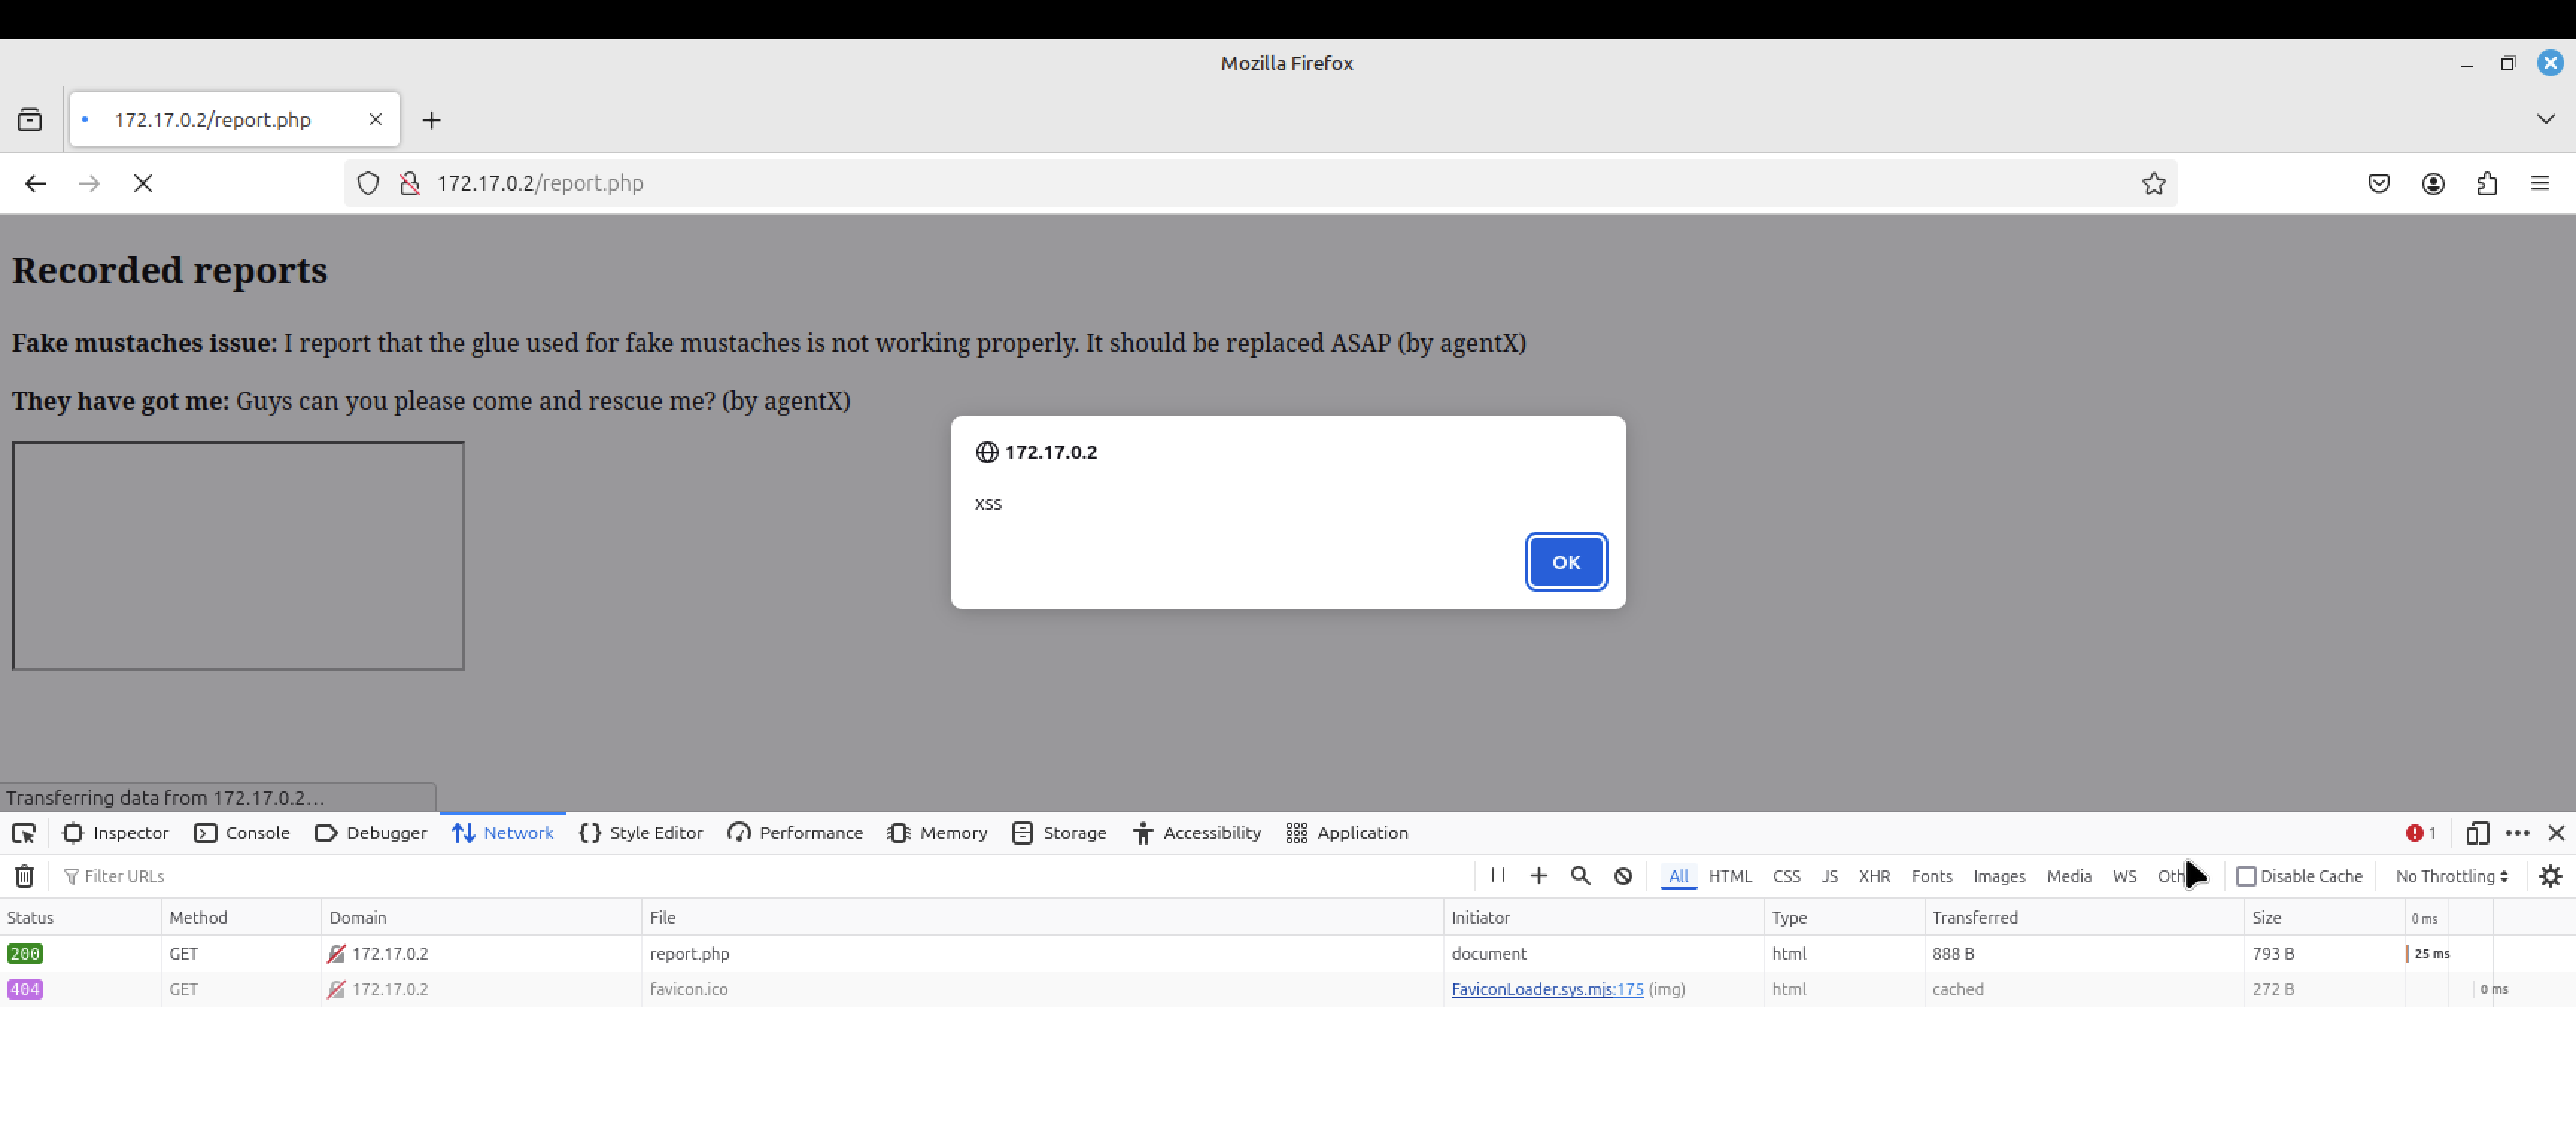 Mozilla Firefox
172.17.0.2/report.php
172.17.0.2/report.php
Recorded reports
Fake mustaches issue: I report that the glue used for fake mustaches is not working properly. It should be replaced ASAP (by agentX)
They have got me: Guys can you please come and rescue me? (by agentX)
172.17.0.2
xss
OK
Transferring data from 172.17.0.2…
Inspector Console Debugger Network Style Editor Performance Memory Storage Accessibility Application 1
Filter URLs All HTML CSS JS XHR Fonts Images Media WS Disable Cache No Throttling
Status Method Domain File Initiator Type Transferred Size 0 ms
200 GET 172.17.0.2 report.php document html 888 B 793 B 25 ms
404 GET 172.17.0.2 favicon.ico FaviconLoader.sys.mjs:175 (img) html cached 272 B 0 ms